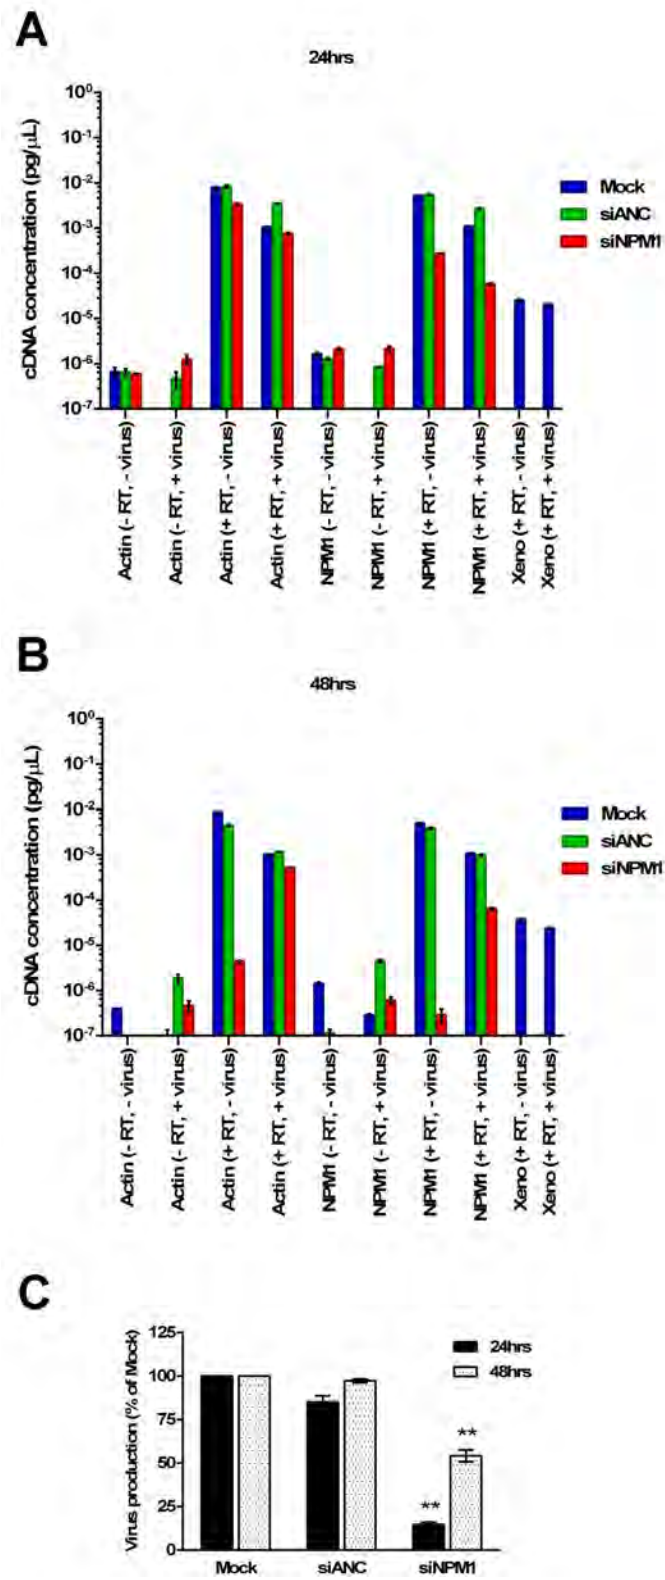 A
24hrs
cDNA concentration (pg/µL)
10⁰
10⁻¹
10⁻²
10⁻³
10⁻⁴
10⁻⁵
10⁻⁶
10⁻⁷
Mock
siANC
siNPM1
Actin (- RT, - virus)
Actin (- RT, + virus)
Actin (+ RT, - virus)
Actin (+ RT, + virus)
NPM1 (- RT, - virus)
NPM1 (- RT, + virus)
NPM1 (+ RT, - virus)
NPM1 (+ RT, + virus)
Xeno (+ RT, - virus)
Xeno (+ RT, + virus)
B
48hrs
cDNA concentration (pg/µL)
10⁰
10⁻¹
10⁻²
10⁻³
10⁻⁴
10⁻⁵
10⁻⁶
10⁻⁷
Mock
siANC
siNPM1
Actin (- RT, - virus)
Actin (- RT, + virus)
Actin (+ RT, - virus)
Actin (+ RT, + virus)
NPM1 (- RT, - virus)
NPM1 (- RT, + virus)
NPM1 (+ RT, - virus)
NPM1 (+ RT, + virus)
Xeno (+ RT, - virus)
Xeno (+ RT, + virus)
C
Virus production (% of Mock)
125
100
75
50
25
0
24hrs
48hrs
**
**
Mock
siANC
siNPM1